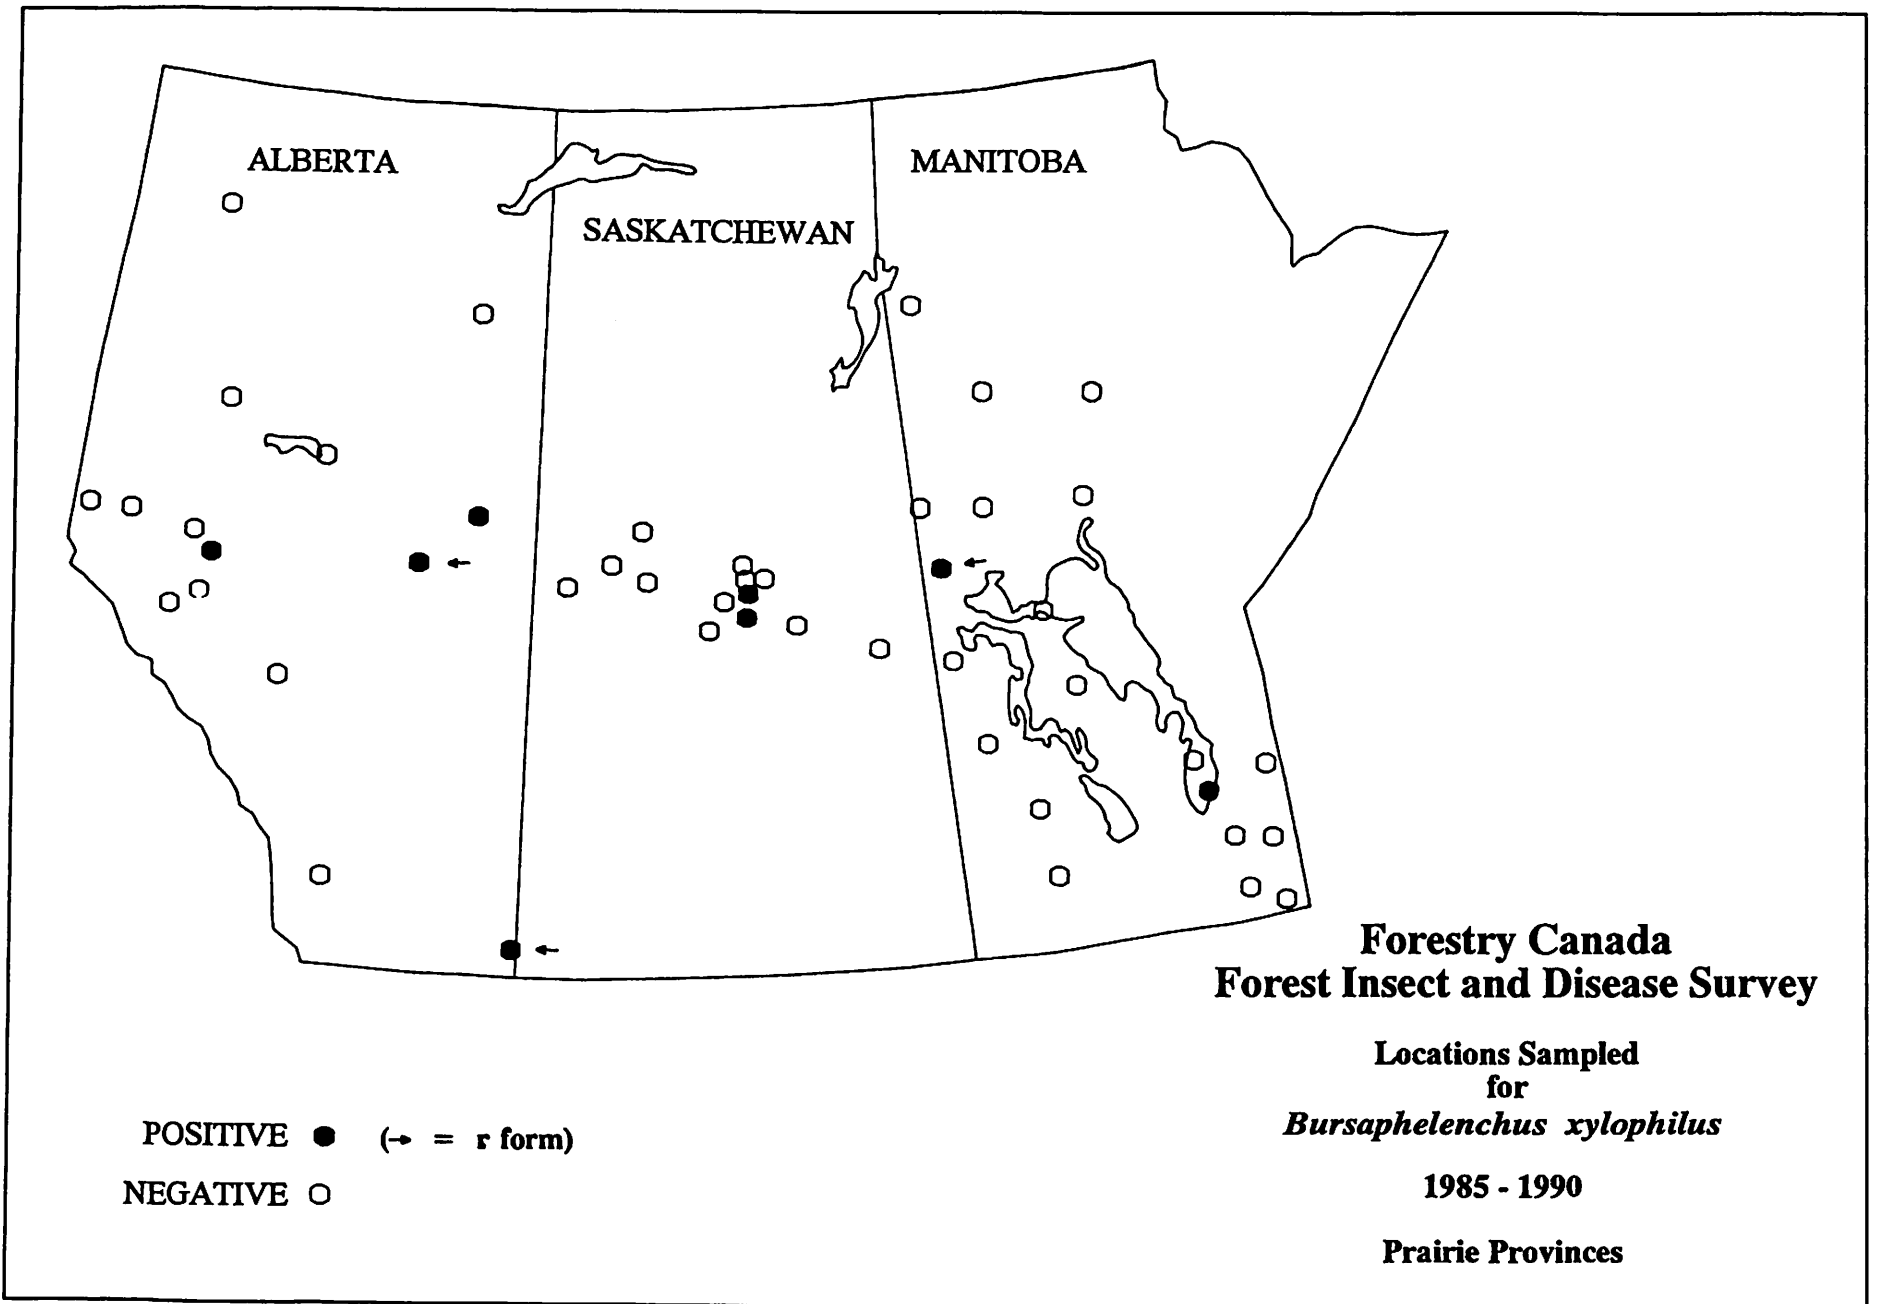 ALBERTA
MANITOBA
SASKATCHEWAN
Forestry Canada
Forest Insect and Disease Survey
Locations Sampled
for
Bursaphelenchus xylophilus
1985 - 1990
Prairie Provinces
POSITIVE ● (→ = r form)
NEGATIVE ○